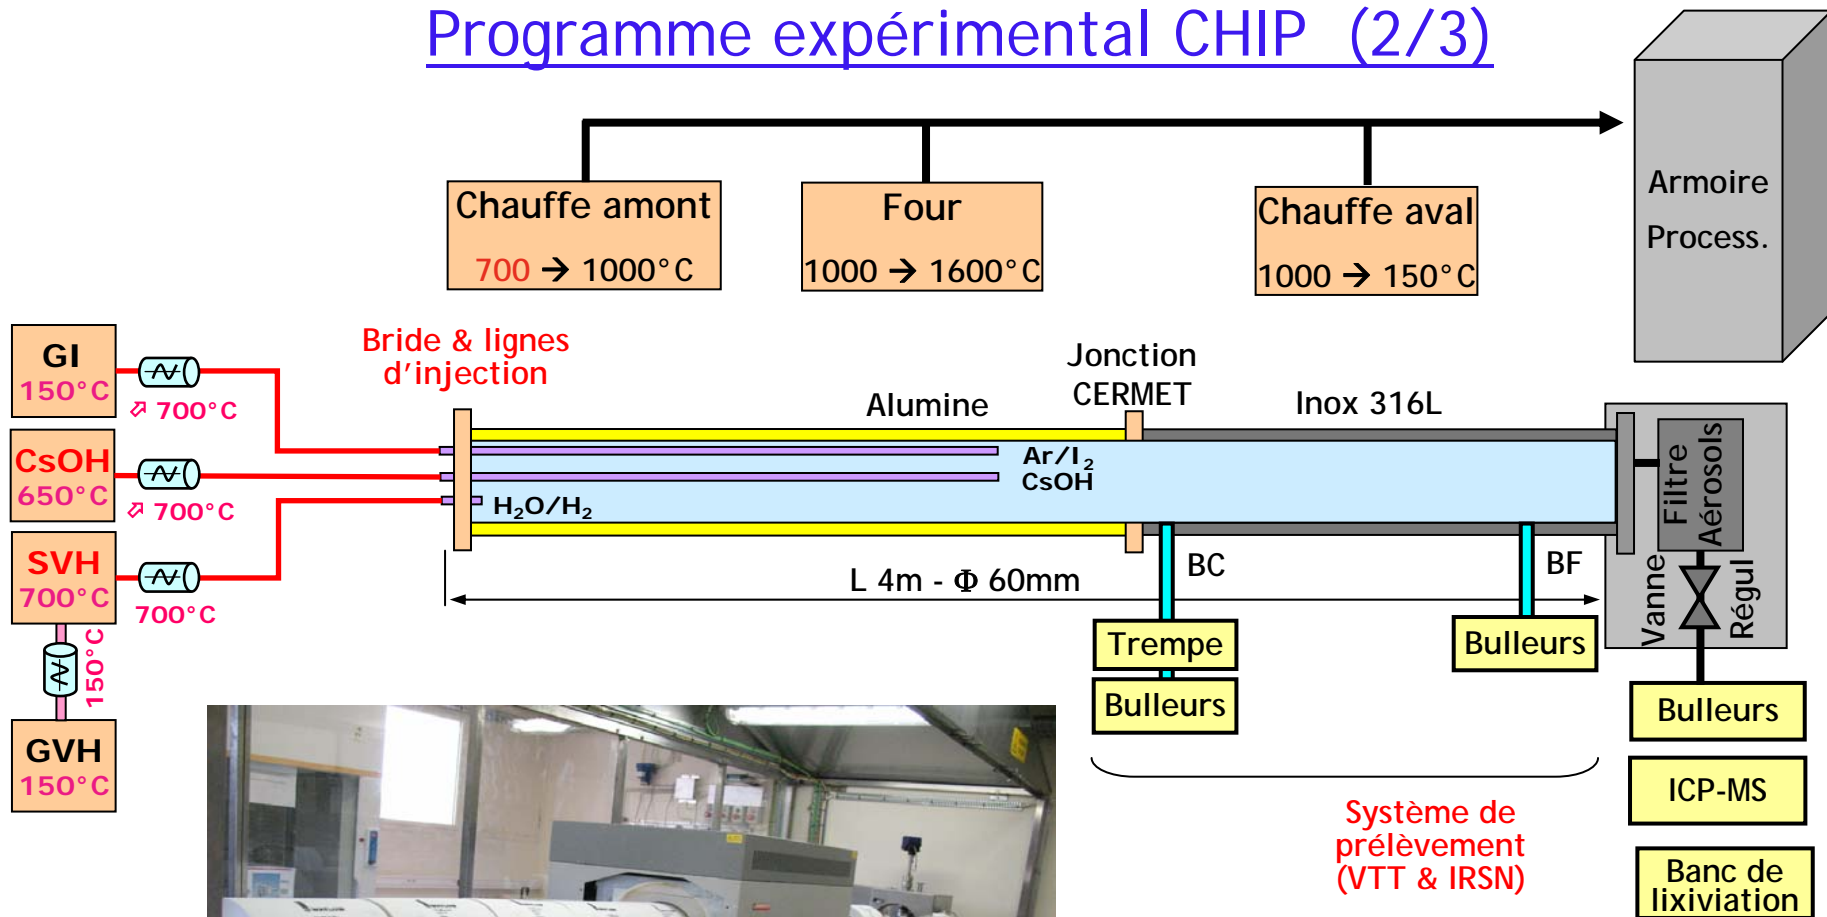 Programme expérimental CHIP (2/3)
Armoire
Process.
Chauffe amont
700 → 1000°C
Four
1000 → 1600°C
Chauffe aval
1000 → 150°C
GI
150°C
⇗ 700°C
CsOH
650°C
⇗ 700°C
SVH
700°C
700°C
150°C
GVH
150°C
Bride & lignes
d'injection
Alumine
Jonction
CERMET
Inox 316L
Ar/I₂
CsOH
H₂O/H₂
L 4m - Φ 60mm
BC
BF
Filtre
Aérosols
Vanne
Régul
Trempe
Bulleurs
Bulleurs
Bulleurs
ICP-MS
Banc de
lixiviation
Système de
prélèvement
(VTT & IRSN)